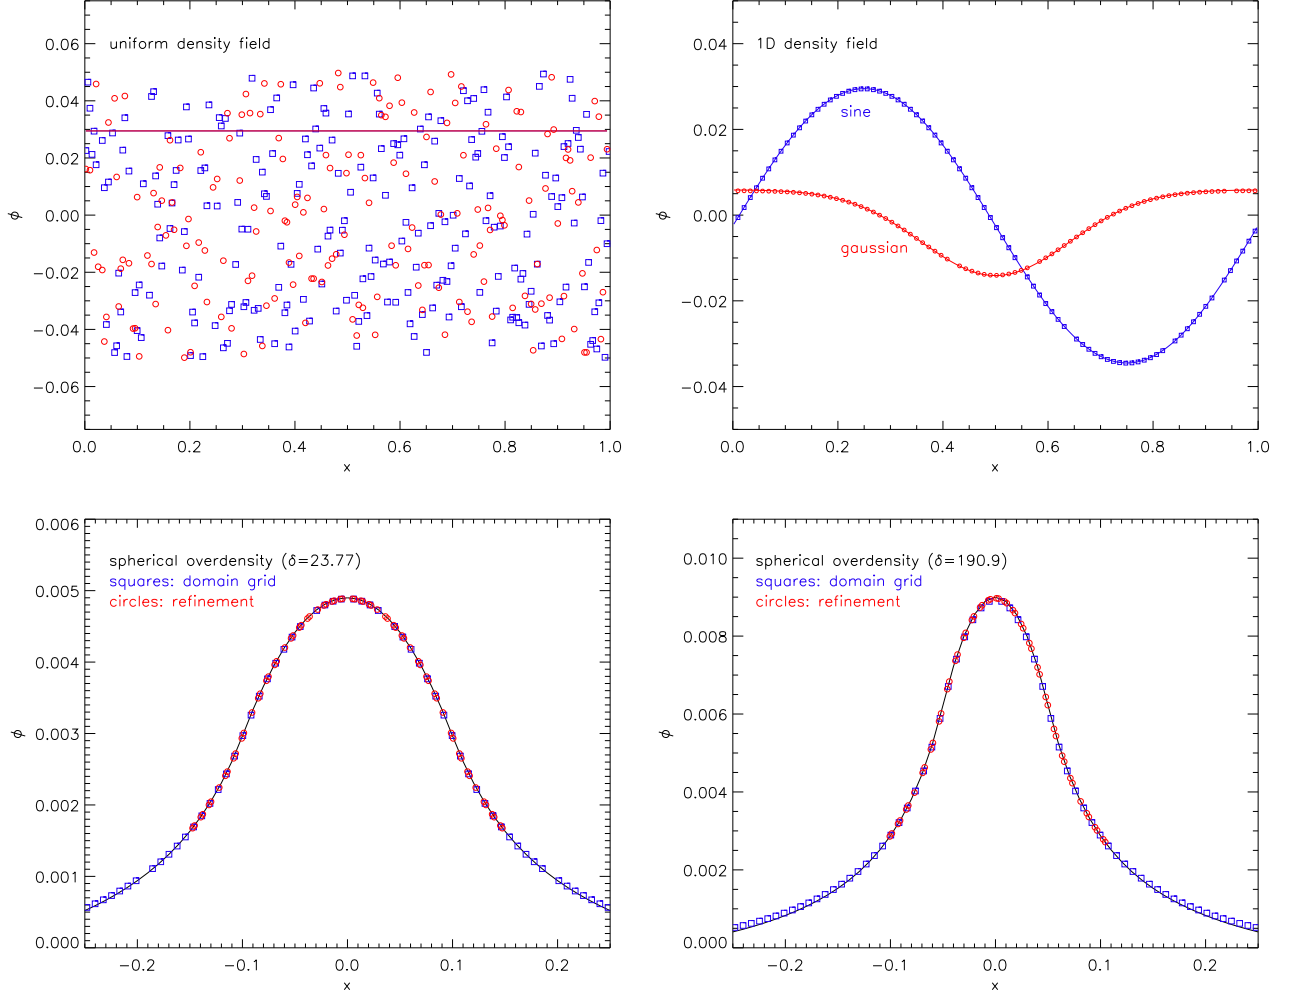 uniform density field
0.06
0.04
0.02
0.00
−0.02
−0.04
−0.06
ϕ
0.0 0.2 0.4 0.6 0.8 1.0
x
1D density field
sine
gaussian
0.04
0.02
0.00
−0.02
−0.04
ϕ
0.0 0.2 0.4 0.6 0.8 1.0
x
spherical overdensity (δ=23.77)
squares: domain grid
circles: refinement
0.006
0.005
0.004
0.003
0.002
0.001
0.000
ϕ
−0.2 −0.1 0.0 0.1 0.2
x
spherical overdensity (δ=190.9)
squares: domain grid
circles: refinement
0.010
0.008
0.006
0.004
0.002
0.000
ϕ
−0.2 −0.1 0.0 0.1 0.2
x